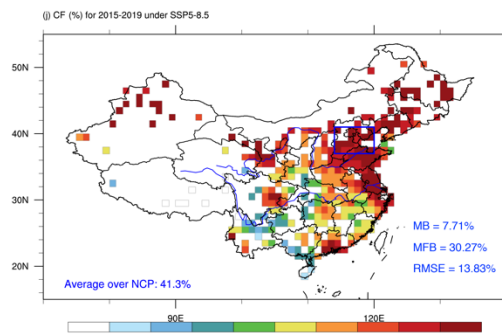 (j) CF (%) for 2015-2019 under SSP5-8.5
50N
40N
30N
20N
MB = 7.71%
MFB = 30.27%
RMSE = 13.83%
Average over NCP: 41.3%
90E
120E